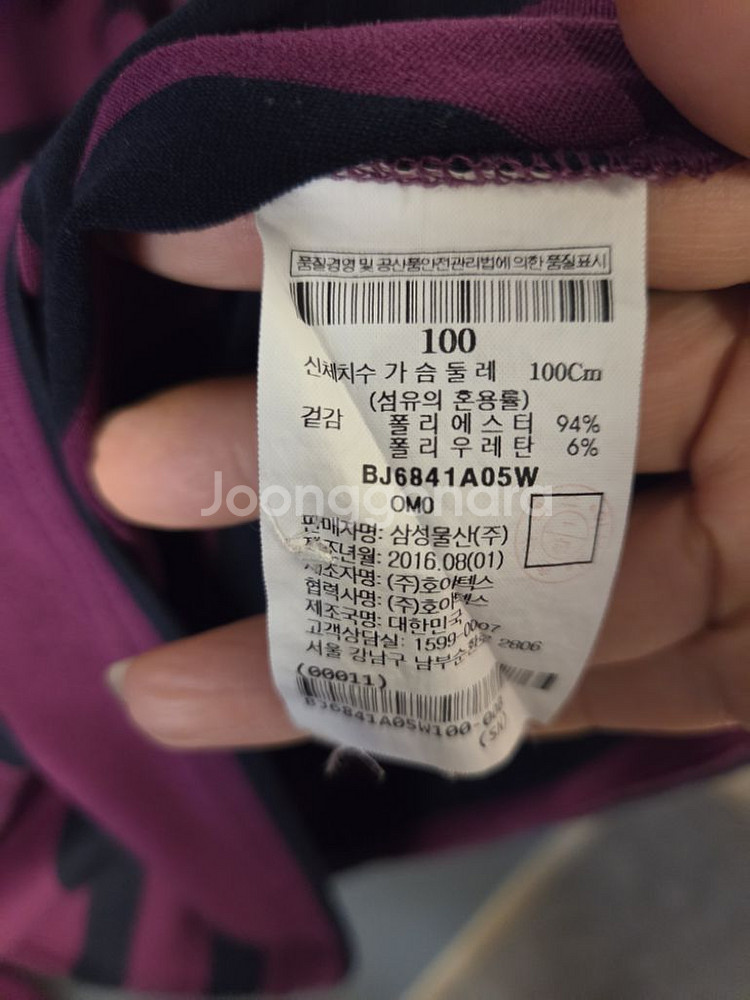 품질경영 및 공산품안전관리법에 의한 품질표시
100
신체치수 가슴둘레 100Cm
(섬유의 혼용률)
겉감 폴리에스터 94%
폴리우레탄 6%
BJ6841A05W
Joonggonara
OMO
판매자명: 삼성물산(주)
제조년월: 2016.08(01)
제조자명: (주)호아텍스
협력사명: (주)호아텍스
제조국명: 대한민국
고객상담실: 1599-0007
서울 강남구 남부순환로 2806
(00011)
BJ6841A05W100-00